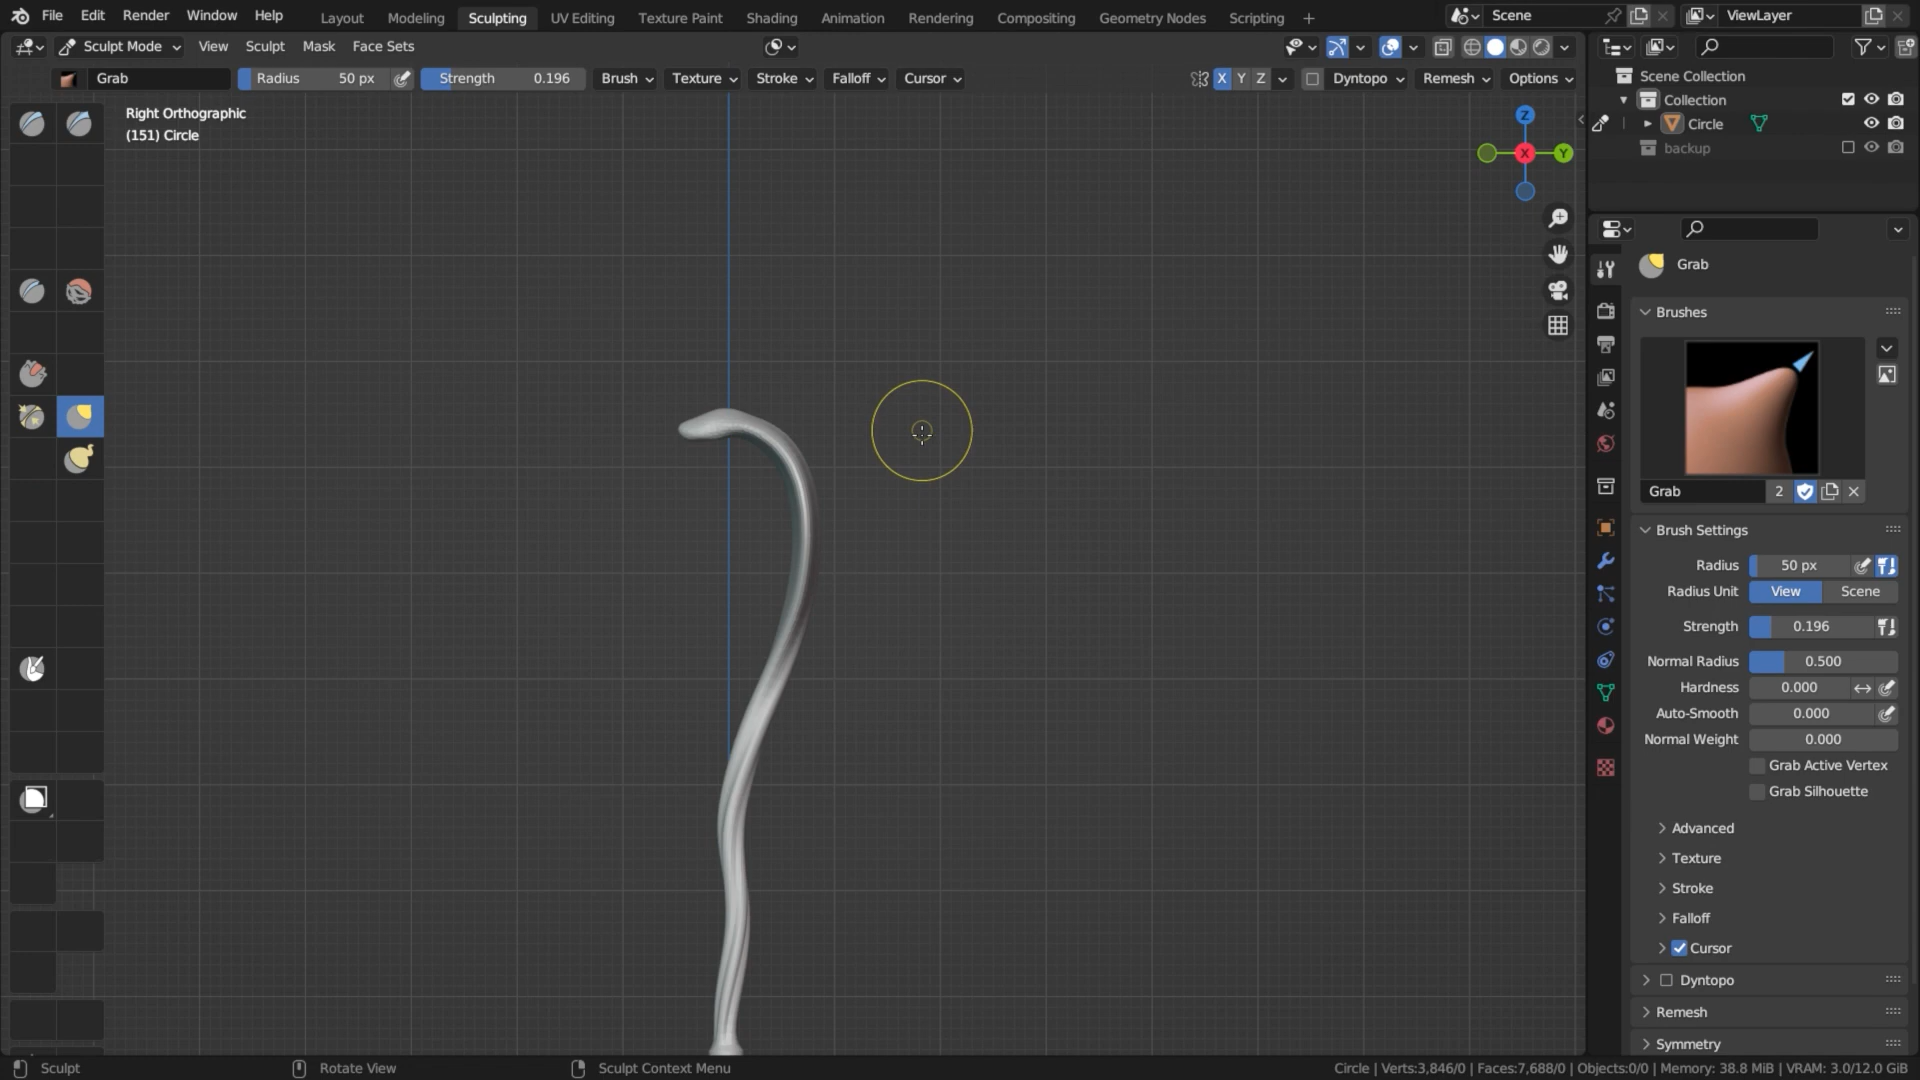 File Edit Render Window Help Layout Modeling Sculpting UV Editing Texture Paint Shading Animation Rendering Compositing Geometry Nodes Scripting + Scene ViewLayer
Sculpt Mode View Sculpt Mask Face Sets
Grab Radius 50 px Strength 0.196 Brush Texture Stroke Falloff Cursor X Y Z Dyntopo Remesh Options
Right Orthographic
(151) Circle
Z
X
Y
Scene Collection
Collection
Circle
backup
Grab
Brushes
Grab 2
Brush Settings
Radius 50 px
Radius Unit View Scene
Strength 0.196
Normal Radius 0.500
Hardness 0.000
Auto-Smooth 0.000
Normal Weight 0.000
Grab Active Vertex
Grab Silhouette
Advanced
Texture
Stroke
Falloff
Cursor
Dyntopo
Remesh
Symmetry
Sculpt Rotate View Sculpt Context Menu Circle | Verts:3,846/0 | Faces:7,688/0 | Objects:0/0 | Memory: 38.8 MiB | VRAM: 3.0/12.0 GiB